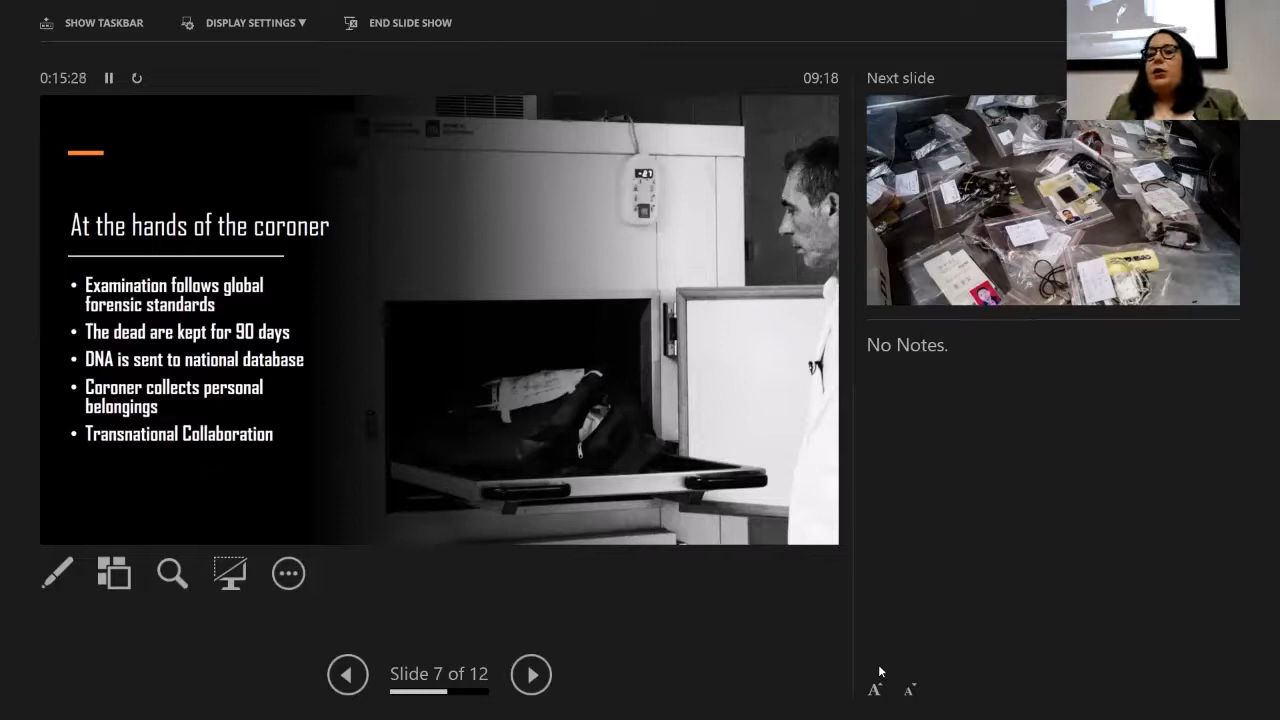 SHOW TASKBAR
DISPLAY SETTINGS ▼
END SLIDE SHOW
0:15:28
09:18
Next slide
At the hands of the coroner
• Examination follows global
forensic standards
• The dead are kept for 90 days
• DNA is sent to national database
• Coroner collects personal
belongings
• Transnational Collaboration
No Notes.
Slide 7 of 12
A
A